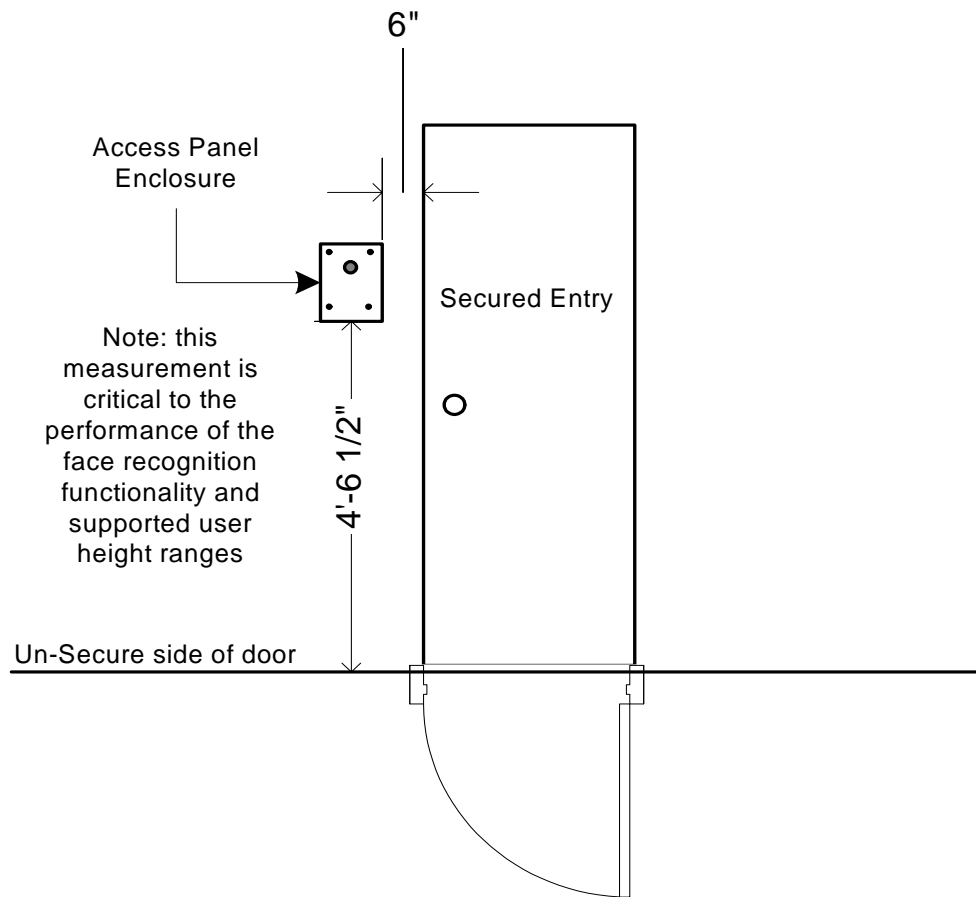 6"
Access Panel
Enclosure
Secured Entry
Note: this
measurement is
critical to the
performance of the
face recognition
functionality and
supported user
height ranges
4'-6 1/2"
Un-Secure side of door